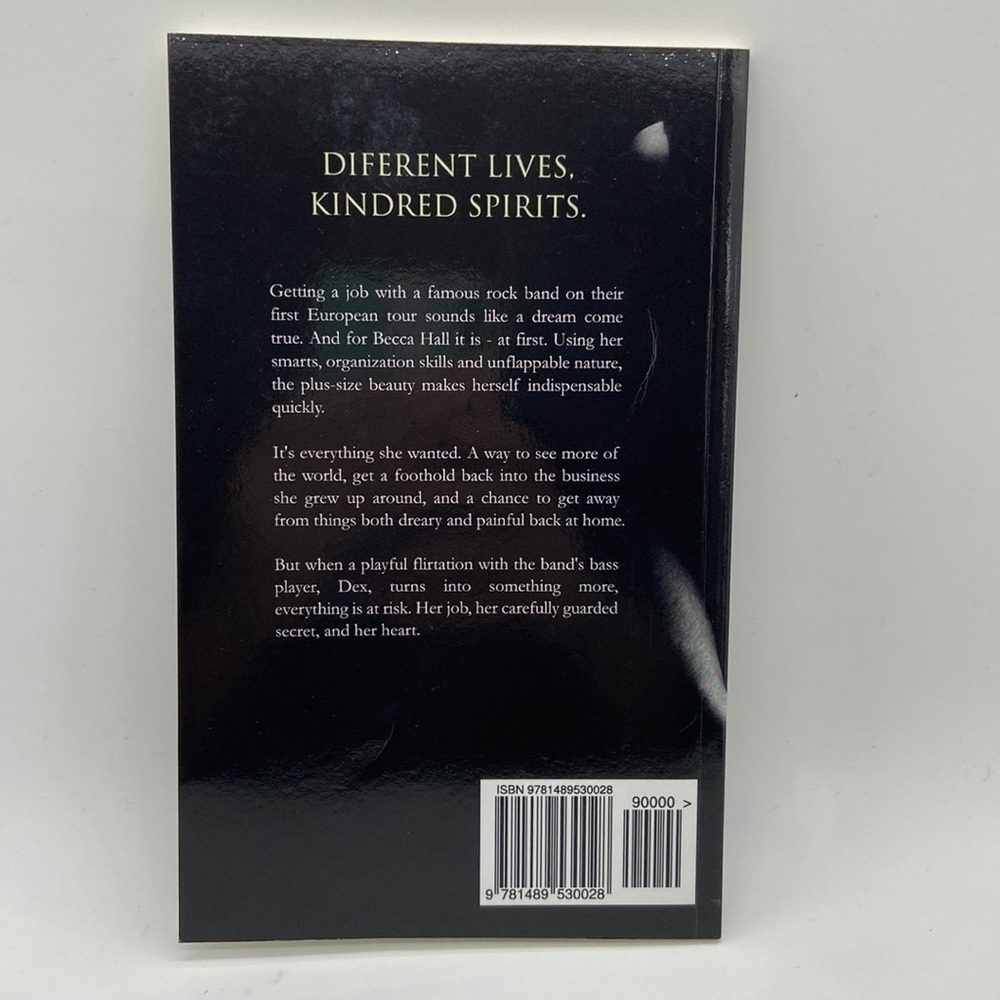 DIFERENT LIVES,
KINDRED SPIRITS.
Getting a job with a famous rock band on their
first European tour sounds like a dream come
true. And for Becca Hall it is - at first. Using her
smarts, organization skills and unflappable nature,
the plus-size beauty makes herself indispensable
quickly.
It's everything she wanted. A way to see more of
the world, get a foothold back into the business
she grew up around, and a chance to get away
from things both dreary and painful back at home.
But when a playful flirtation with the band's bass
player, Dex, turns into something more,
everything is at risk. Her job, her carefully guarded
secret, and her heart.
ISBN 9781489530028
90000 >
9 781489 530028